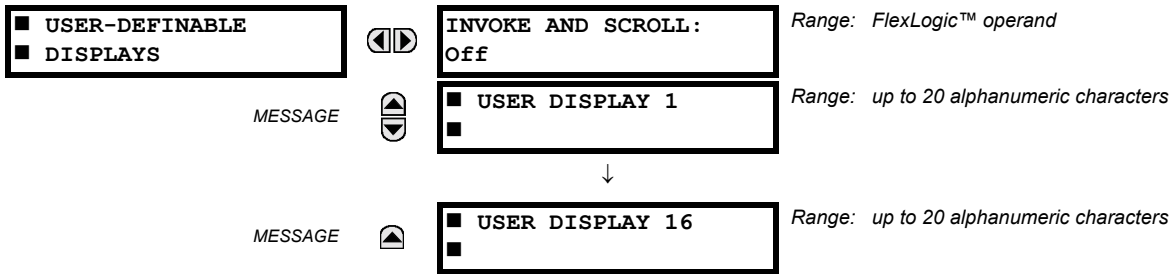 ■ USER-DEFINABLE
■ DISPLAYS
INVOKE AND SCROLL:
Off
Range: FlexLogic™ operand
MESSAGE
■ USER DISPLAY 1
■
Range: up to 20 alphanumeric characters
↓
MESSAGE
■ USER DISPLAY 16
■
Range: up to 20 alphanumeric characters